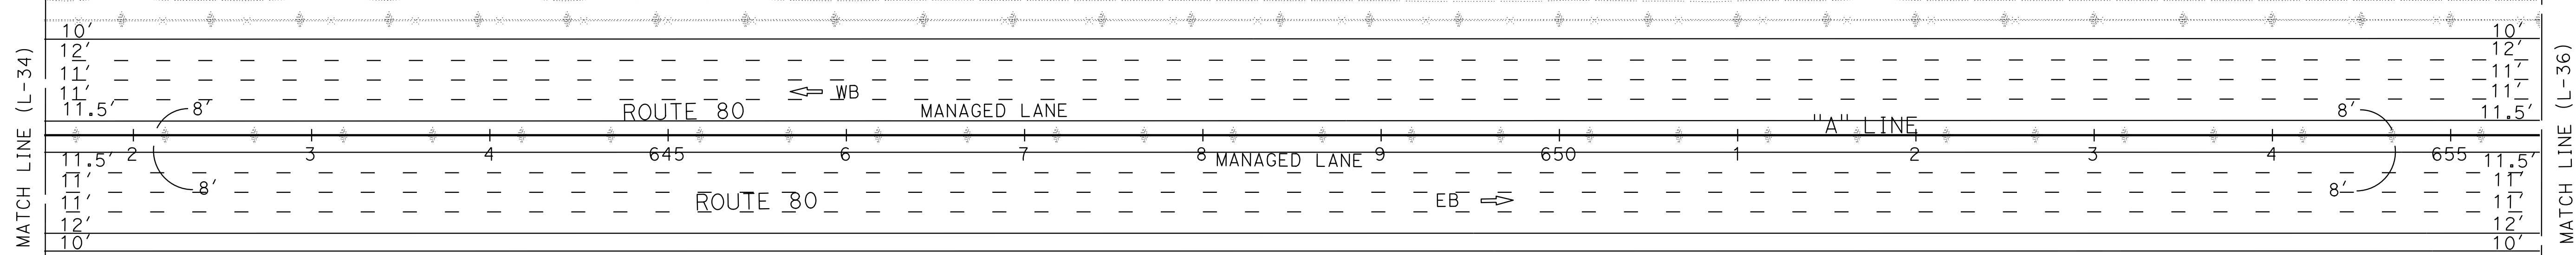 MATCH LINE (L-34)
10'
12'
11'
11'
11.5'
8'
ROUTE 80
WB
MANAGED LANE
"A" LINE
8'
10'
12'
11'
11'
11.5'
MATCH LINE (L-36)
2 3 4 645 6 7 8 9 650 1 2 3 4 655
11.5'
11'
11'
12'
10'
8'
ROUTE 80
MANAGED LANE
EB
8'
11.5'
11'
11'
12'
10'